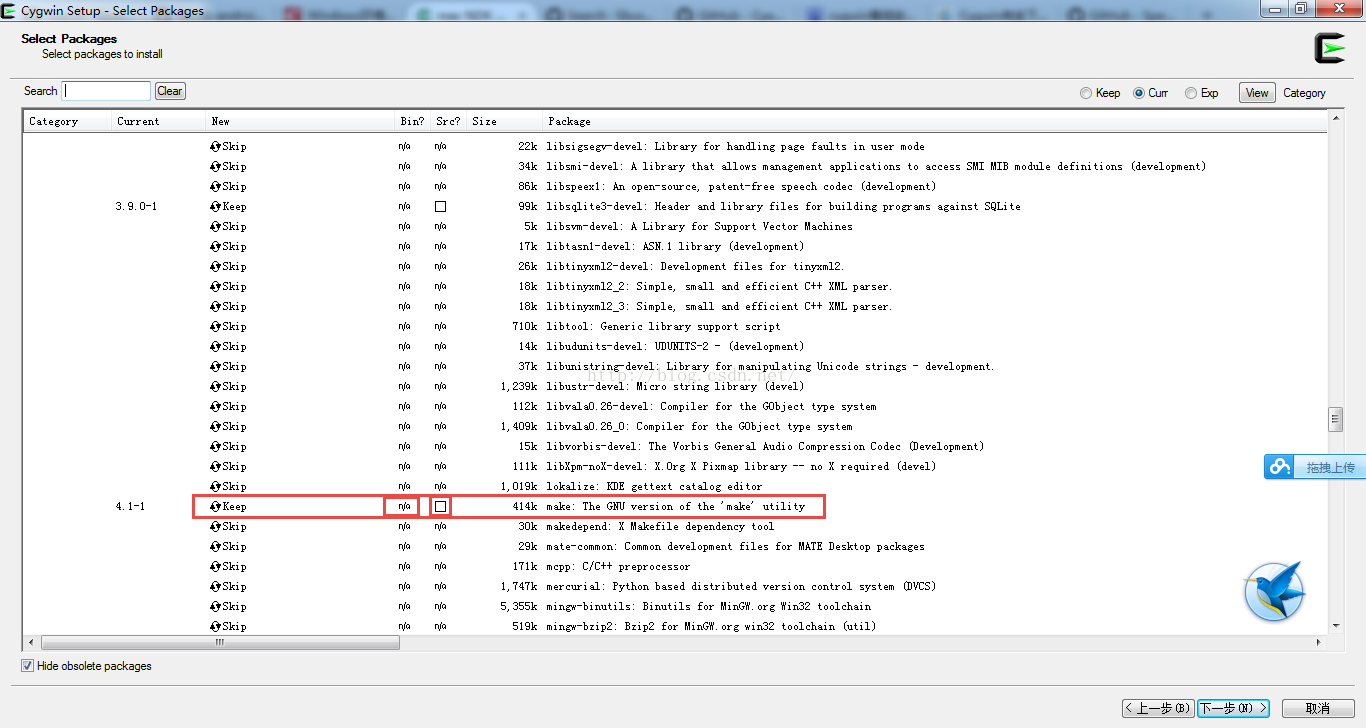 Cygwin Setup - Select Packages
Select Packages
Select packages to install
Search Clear Keep Curr Exp View Category
Category Current New Bin? Src? Size Package
Skip n/a n/a 22k libsigsegv-devel: Library for handling page faults in user mode
Skip n/a n/a 34k libsmi-devel: A library that allows management applications to access SMI MIB module definitions (development)
Skip n/a n/a 86k libspeex1: An open-source, patent-free speech codec (development)
3.9.0-1 Keep n/a 99k libsqlite3-devel: Header and library files for building programs against SQLite
Skip n/a n/a 5k libsvm-devel: A Library for Support Vector Machines
Skip n/a n/a 17k libtasn1-devel: ASN.1 library (development)
Skip n/a n/a 26k libtinyxml2-devel: Development files for tinyxml2.
Skip n/a n/a 18k libtinyxml2_2: Simple, small and efficient C++ XML parser.
Skip n/a n/a 18k libtinyxml2_3: Simple, small and efficient C++ XML parser.
Skip n/a n/a 710k libtool: Generic library support script
Skip n/a n/a 14k libudunits-devel: UDUNITS-2 - (development)
Skip n/a n/a 37k libunistring-devel: Library for manipulating Unicode strings - development.
http://blog.csdn.net/
Skip n/a n/a 1,239k libustr-devel: Micro string library (devel)
Skip n/a n/a 112k libvala0.26-devel: Compiler for the GObject type system
Skip n/a n/a 1,409k libvala0.26_0: Compiler for the GObject type system
Skip n/a n/a 15k libvorbis-devel: The Vorbis General Audio Compression Codec (Development)
Skip n/a n/a 111k libXpm-noX-devel: X.Org X Pixmap library -- no X required (devel)
拖拽上传
Skip n/a n/a 1,019k lokalize: KDE gettext catalog editor
4.1-1 Keep n/a 414k make: The GNU version of the 'make' utility
Skip n/a n/a 30k makedepend: X Makefile dependency tool
Skip n/a n/a 29k mate-common: Common development files for MATE Desktop packages
Skip n/a n/a 171k mcpp: C/C++ preprocessor
Skip n/a n/a 1,747k mercurial: Python based distributed version control system (DVCS)
Skip n/a n/a 5,355k mingw-binutils: Binutils for MinGW.org Win32 toolchain
Skip n/a n/a 519k mingw-bzip2: Bzip2 for MinGW.org win32 toolchain (util)
Hide obsolete packages
< 上一步(B) 下一步(N) > 取消